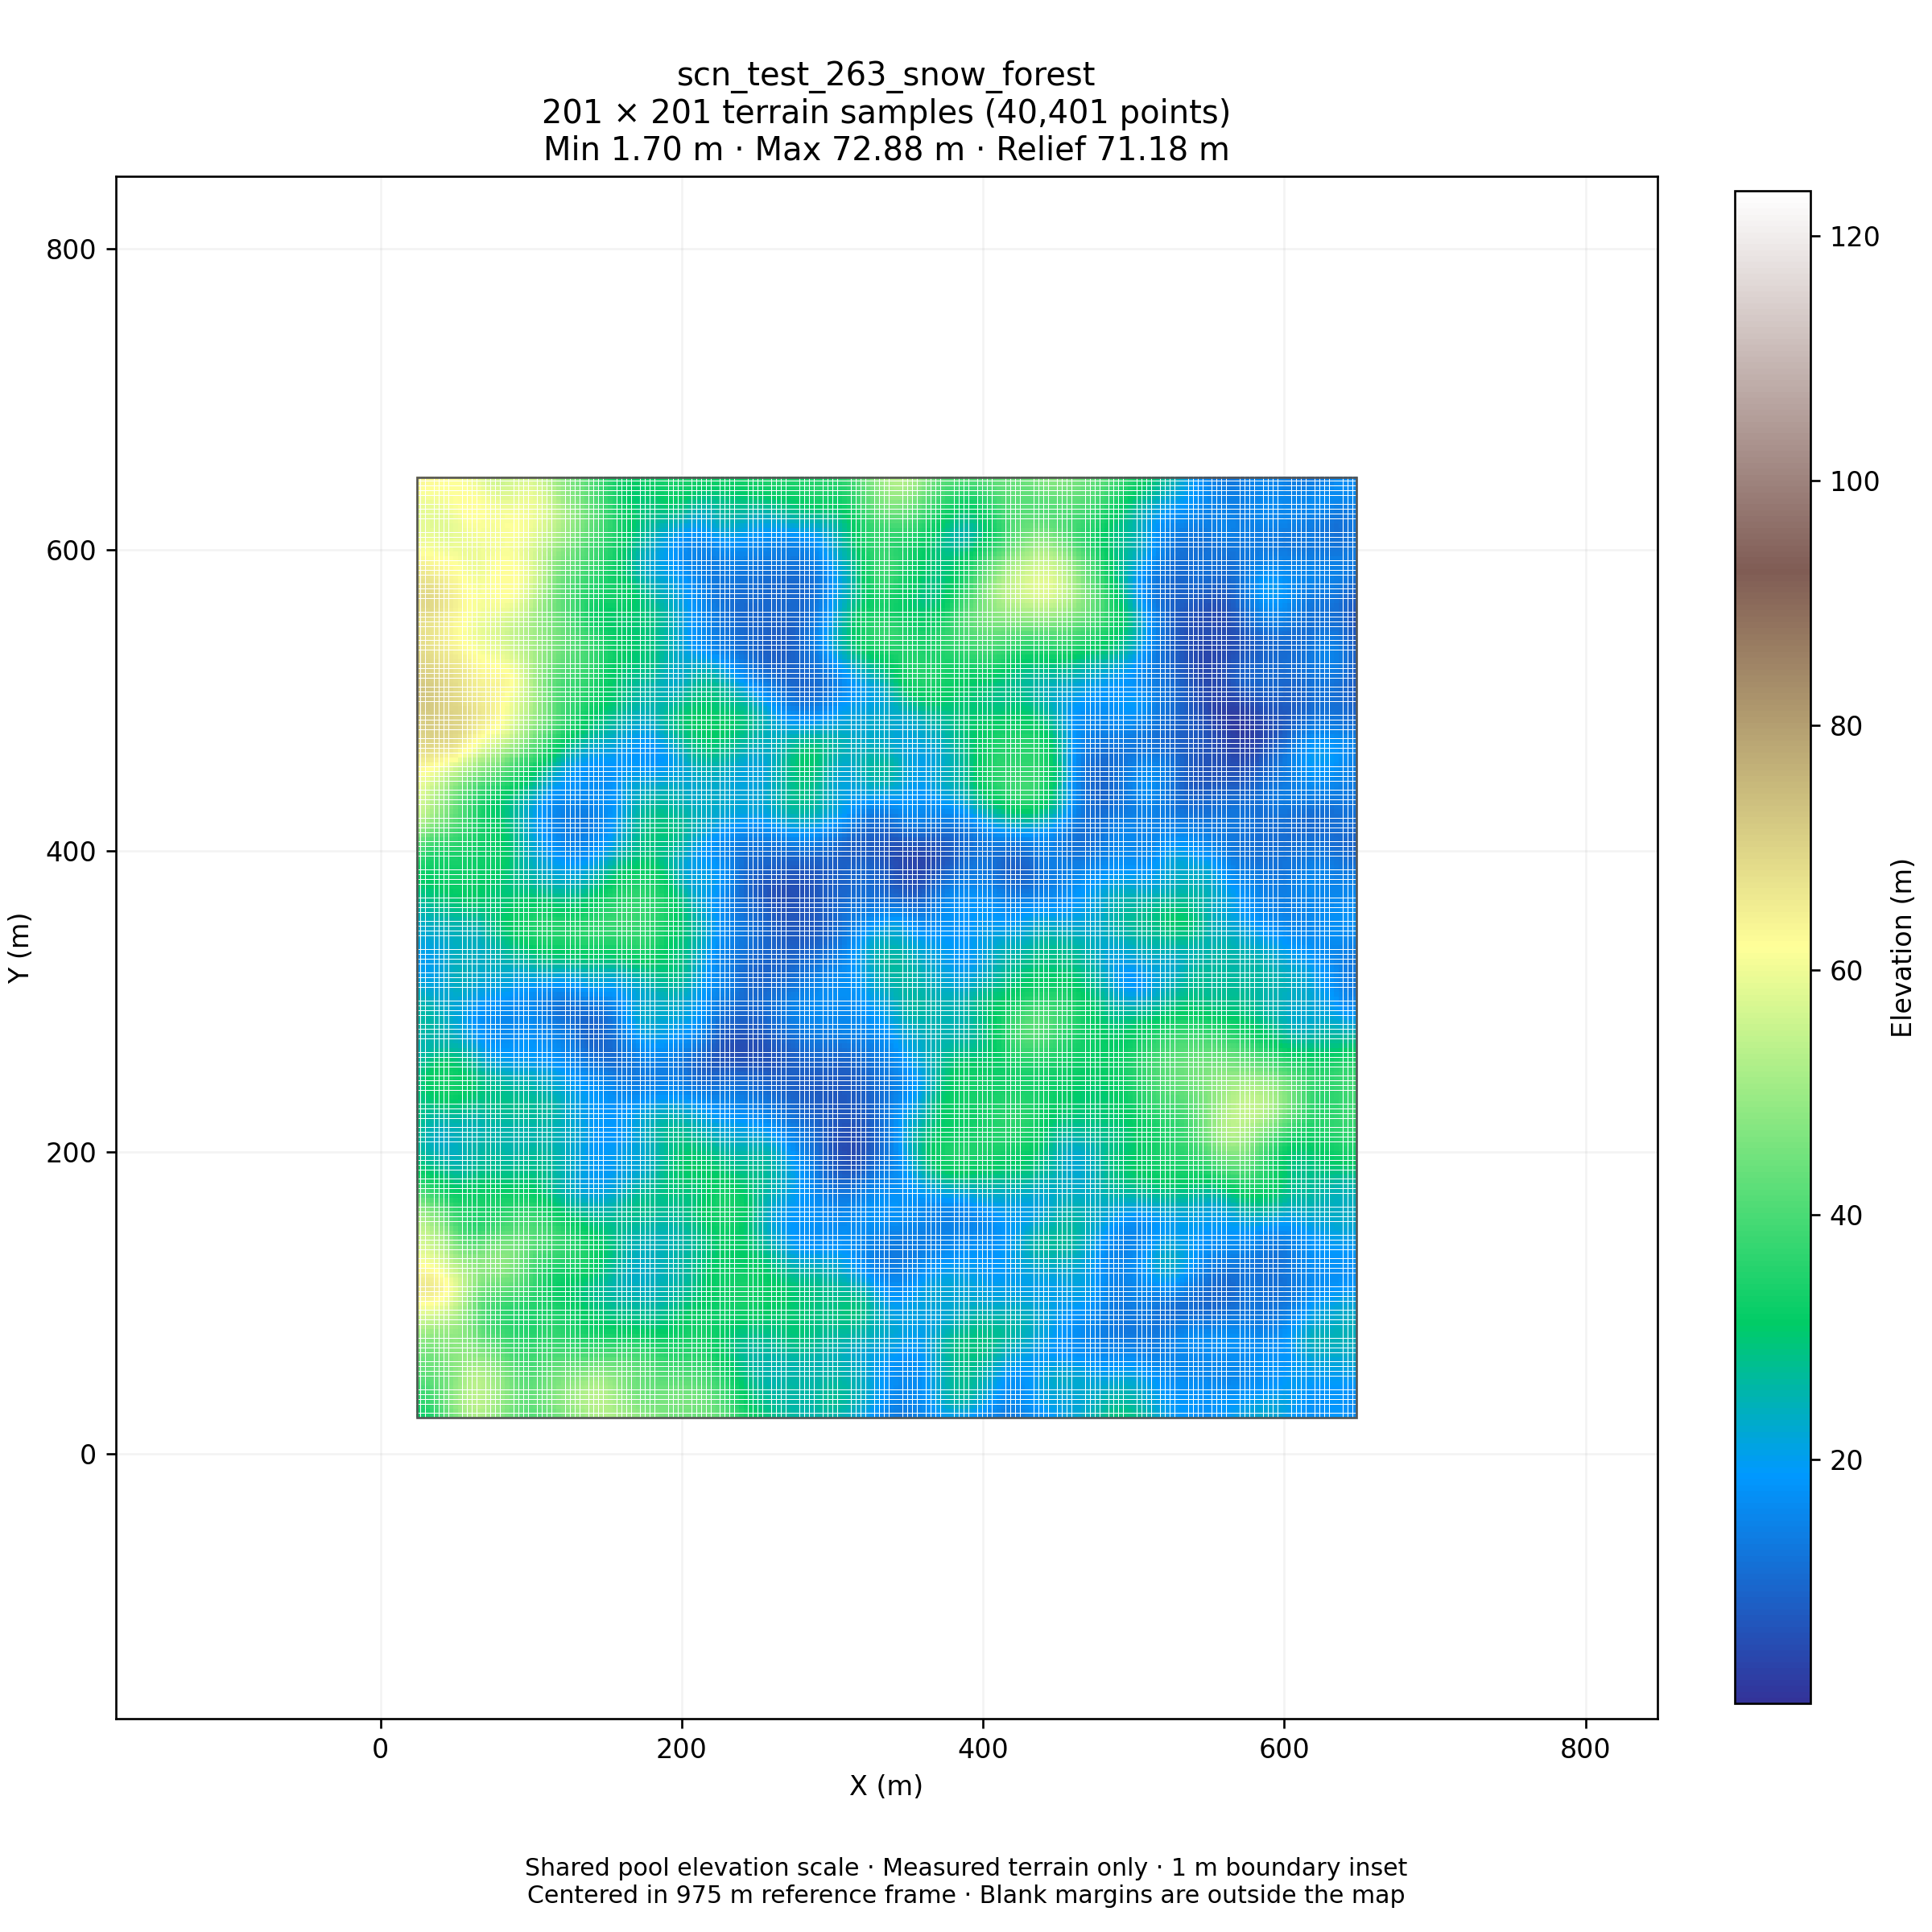 scn_test_263_snow_forest
201 × 201 terrain samples (40,401 points)
Min 1.70 m · Max 72.88 m · Relief 71.18 m
800
600
400
200
0
Y (m)
0
200
400
600
800
X (m)
120
100
80
60
40
20
Elevation (m)
Shared pool elevation scale · Measured terrain only · 1 m boundary inset
Centered in 975 m reference frame · Blank margins are outside the map